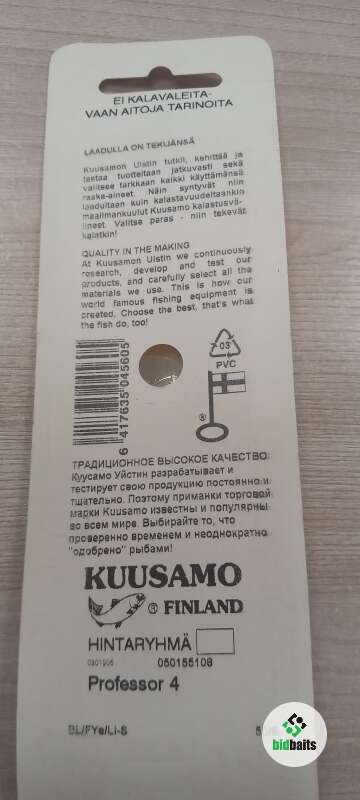 EI KALAVALEITA-
VAAN AITOJA TARINOITA
LAADULLA ON TEKIJÄNSÄ
Kuusamon Uistin tutkii, kehittää ja
testaa tuotteitaan jatkuvasti sekä
valitsee tarkkaan kaikki käyttämänsä
raaka-aineet. Näin syntyvät niin
laadultaan kuin kalastavuudeltaankin
maailmankuulut Kuusamo kalastusvä-
lineet. Valitse paras - niin tekevät
kalatkin!
QUALITY IN THE MAKING
At Kuusamon Uistin we continuously
research, develop and test our
products, and carefully select all the
materials we use. This is how our
world famous fishing equipment is
created. Choose the best, that's what
the fish do, too!
03
PVC
6 417635 045605
®
ТРАДИЦИОННОЕ ВЫСОКОЕ КАЧЕСТВО
Куусамо Уйстин разрабатывает и
тестирует свою продукцию постоянно и
тщательно. Поэтому приманки торговой
марки Kuusamo известны и популярны
во всем мире. Выбирайте то, что
проверенно временем и неоднократно
"одобрено" рыбами!
KUUSAMO
® FINLAND
HINTARYHMÄ
0301905 050155108
Professor 4
BL/FYe/Li-S
bidbaits